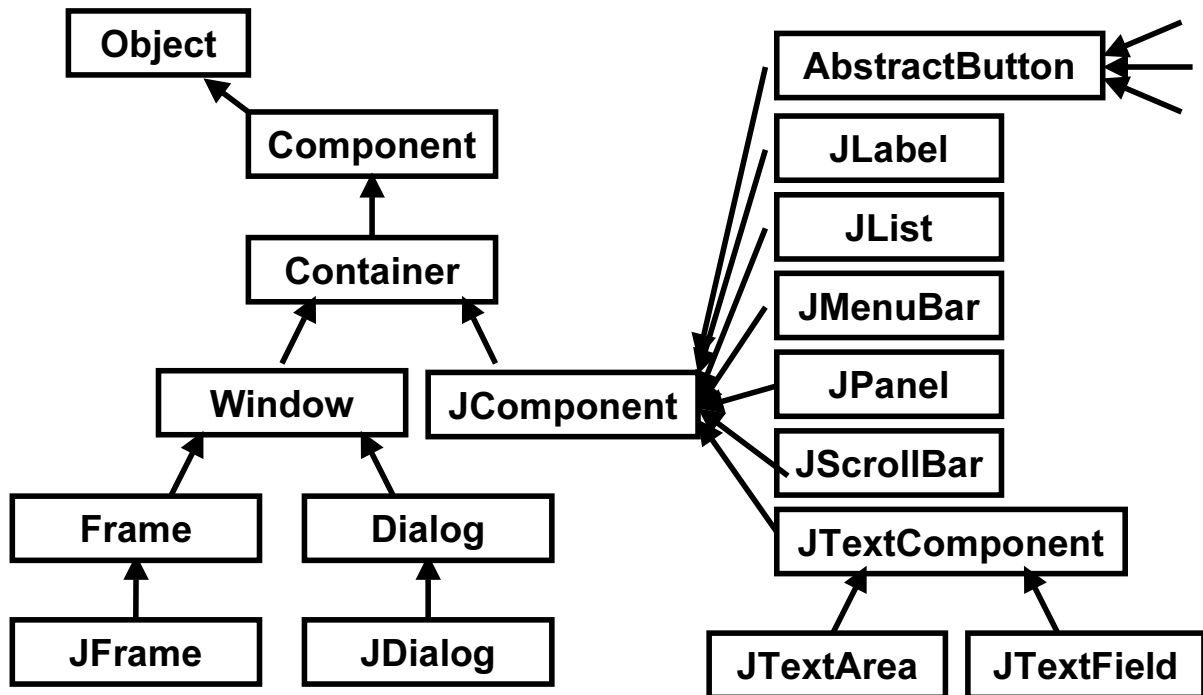 Object
AbstractButton
Component
JLabel
JList
Container
JMenuBar
Window
JComponent
JPanel
JScrollBar
Frame
Dialog
JTextComponent
JFrame
JDialog
JTextArea
JTextField